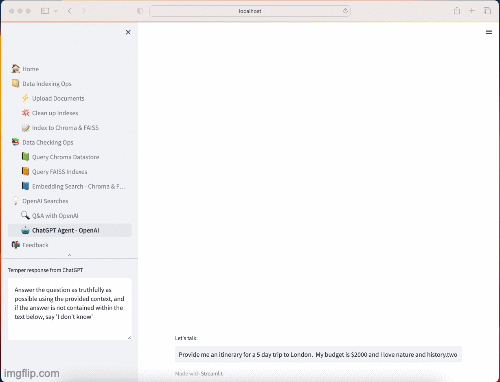 localhost
Home
Data Indexing Ops
Upload Documents
Clean up Indexes
Index to Chroma & FAISS
Data Checking Ops
Query Chroma Datastore
Query FAISS Indexes
Embedding Search - Chroma & F...
OpenAI Searches
Q&A with OpenAI
ChatGPT Agent - OpenAI
Feedback
Temper response from ChatGPT
Answer the question as truthfully as
possible using the provided context, and
if the answer is not contained within the
text below, say 'I don't know'
Let's talk:
Provide me an itinerary for a 5 day trip to London. My budget is $2000 and I love nature and history.two
Made with Streamlit
imgflip.com